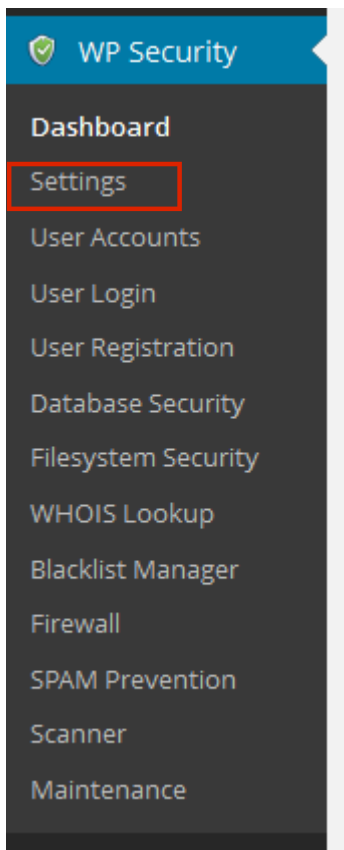 WP Security
Dashboard
Settings
User Accounts
User Login
User Registration
Database Security
Filesystem Security
WHOIS Lookup
Blacklist Manager
Firewall
SPAM Prevention
Scanner
Maintenance